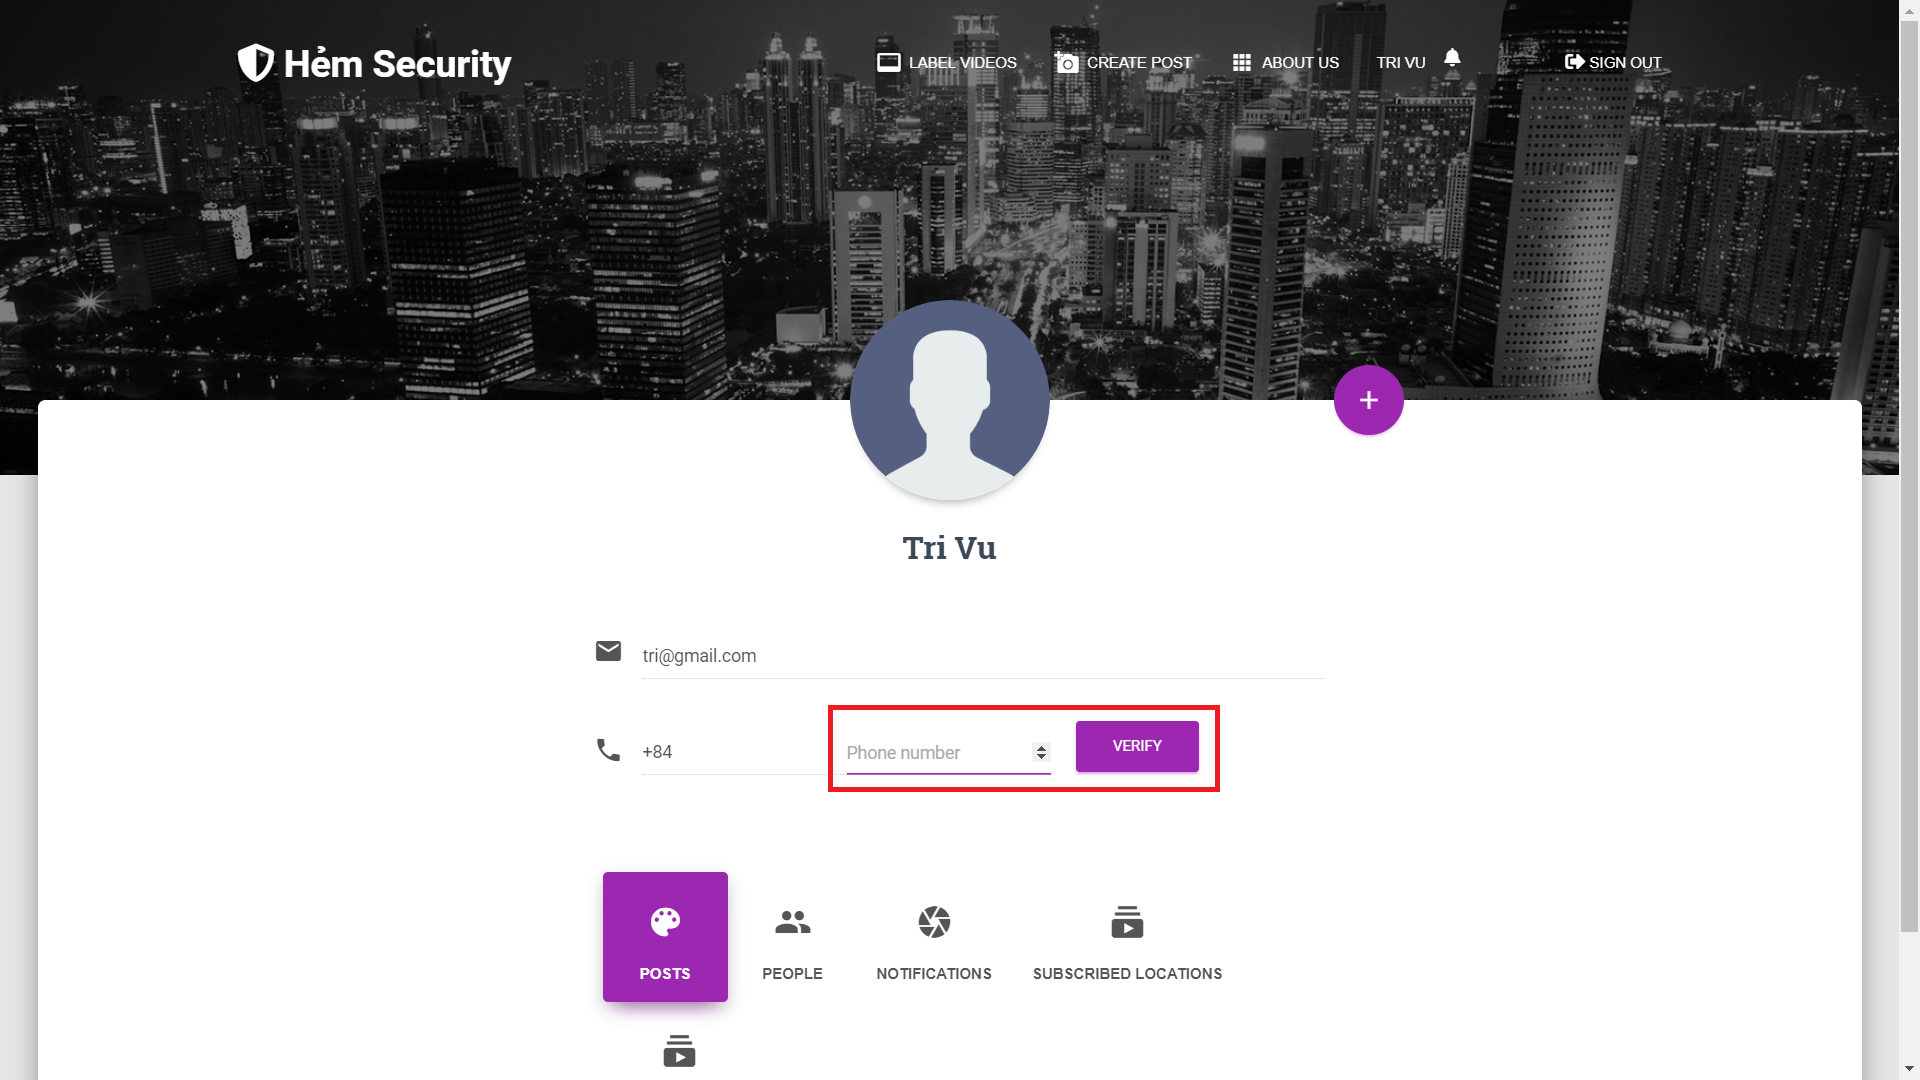 Hẻm Security
LABEL VIDEOS
CREATE POST
ABOUT US
TRI VU
SIGN OUT
Tri Vu
tri@gmail.com
+84
Phone number
VERIFY
POSTS
PEOPLE
NOTIFICATIONS
SUBSCRIBED LOCATIONS